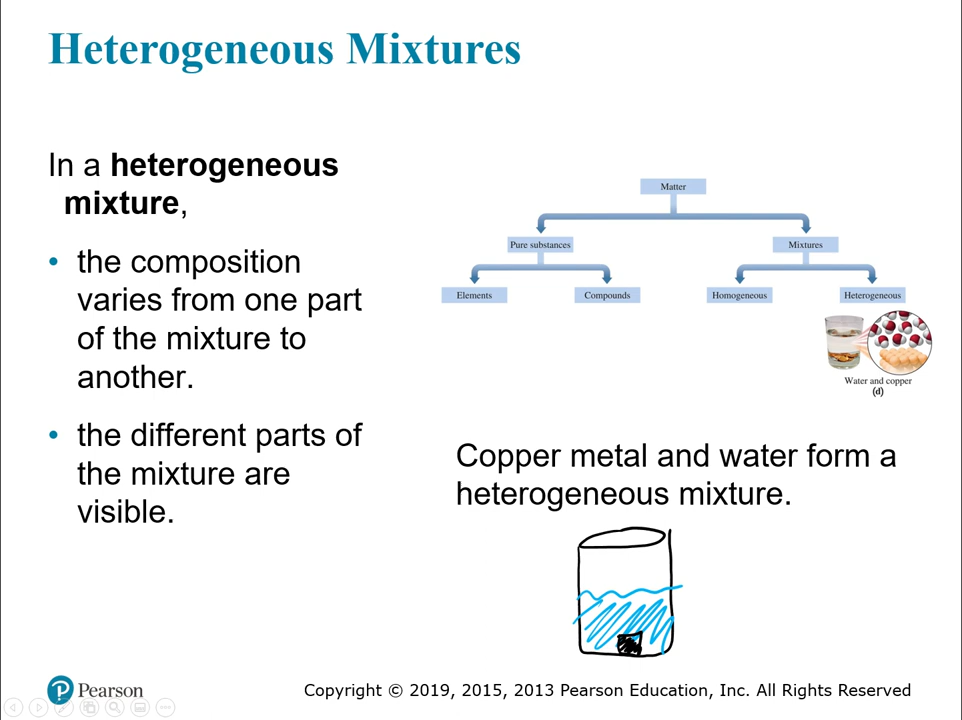 Heterogeneous Mixtures
In a heterogeneous
mixture,
• the composition
varies from one part
of the mixture to
another.
• the different parts of
the mixture are
visible.
Matter
Pure substances
Mixtures
Elements
Compounds
Homogeneous
Heterogeneous
Water and copper
(d)
Copper metal and water form a
heterogeneous mixture.
P Pearson
Copyright © 2019, 2015, 2013 Pearson Education, Inc. All Rights Reserved